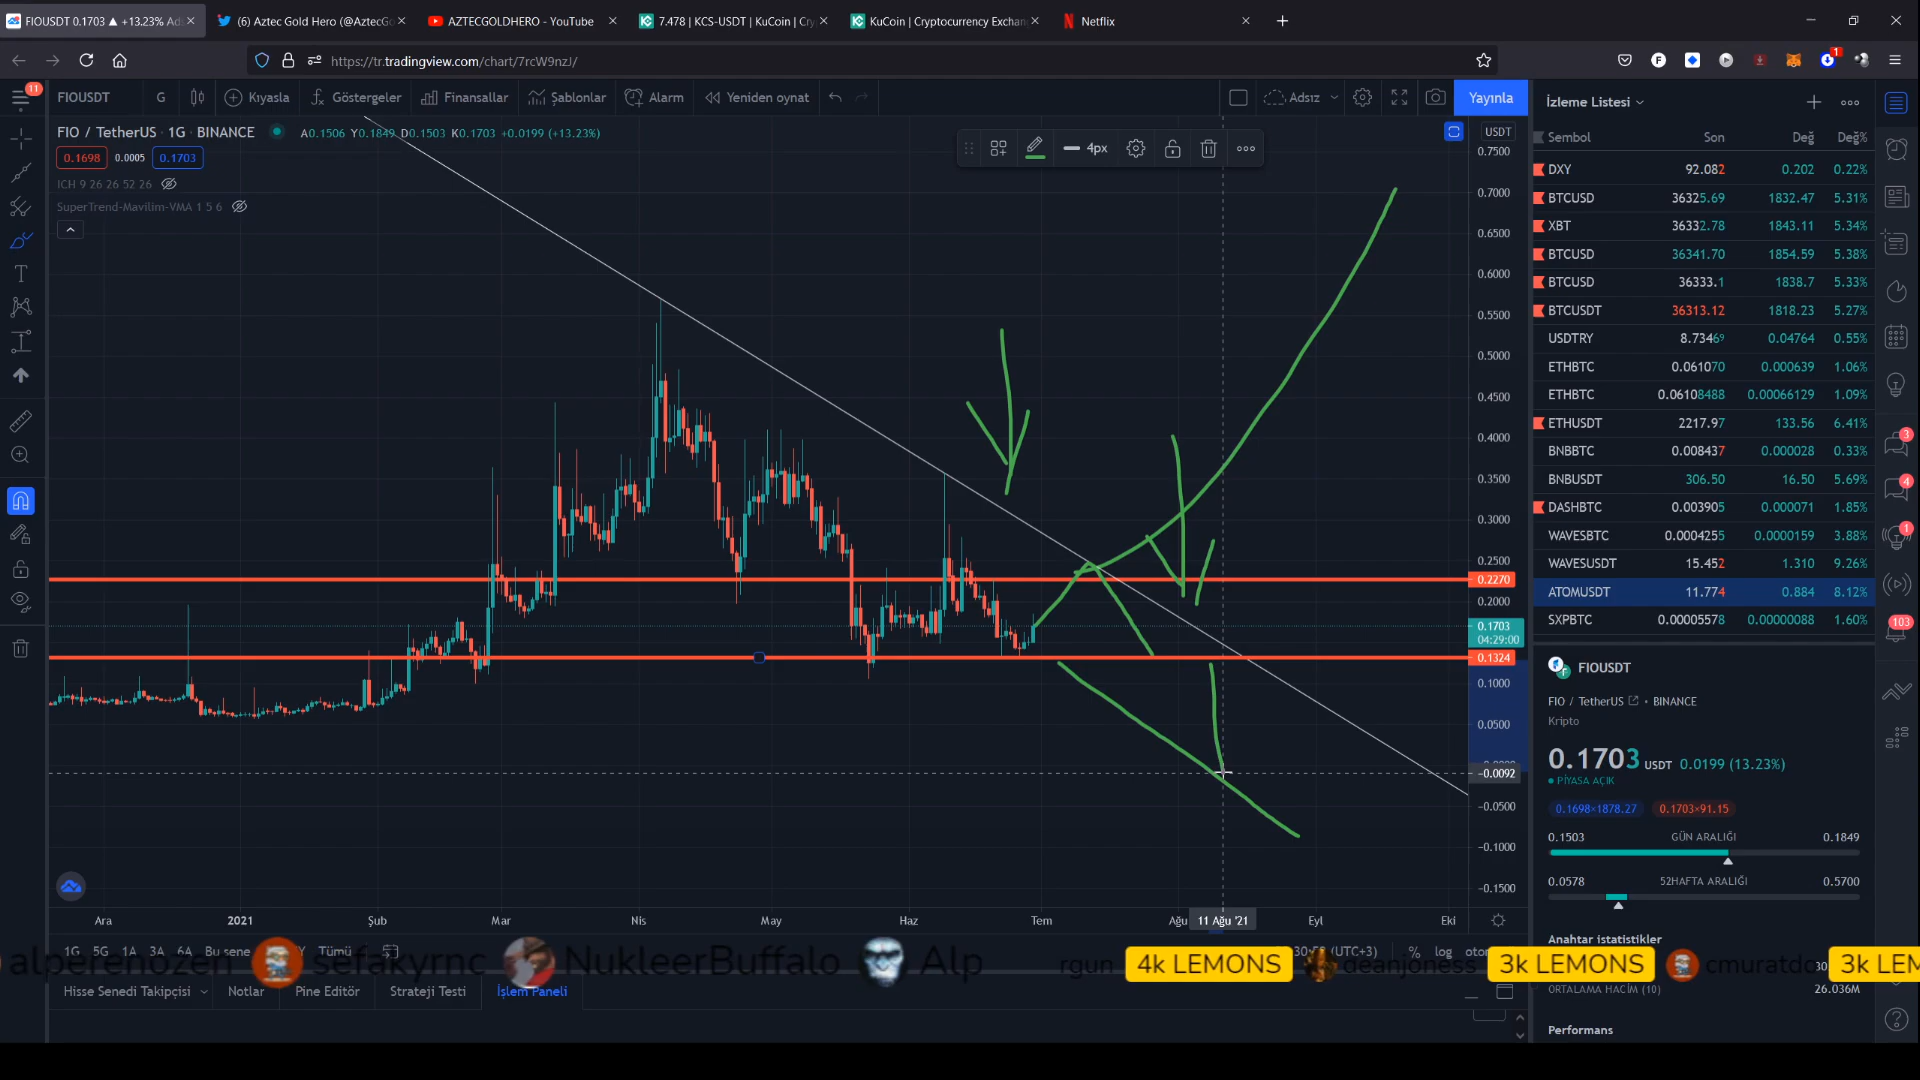 FIOUSDT 0.1703 ▲ +13.23% Ad
(6) Aztec Gold Hero (@AztecG
AZTECGOLDHERO - YouTube
7.478 | KCS-USDT | KuCoin | Cry
KuCoin | Cryptocurrency Exchan
Netflix
https://tr.tradingview.com/chart/7rcW9nzJ/
1
11
FIOUSDT
G
Kıyasla
Göstergeler
Finansallar
Şablonlar
Alarm
Yeniden oynat
Adsız
Yayınla
FIO / TetherUS · 1G · BINANCE
A0.1506 Y0.1849 D0.1503 K0.1703 +0.0199 (+13.23%)
0.1698 0.0005 0.1703
ICH 9 26 26 52 26
SuperTrend-Mavilim-VMA 1 5 6
4px
USDT
0.7500
0.7000
0.6500
0.6000
0.5500
0.5000
0.4500
0.4000
0.3500
0.3000
0.2500
0.2270
0.2000
0.1703
04:29:00
0.1324
0.1000
0.0500
−0.0092
−0.0500
−0.1000
−0.1500
Ara
2021
Şub
Mar
Nis
May
Haz
Tem
Ağu
11 Ağu '21
Eyl
Eki
1G 5G 1A 3A 6A Bu sene Tümü
(UTC+3) % log
alperenozen sefakyrnc NukleerBuffalo Alp rgun 4k LEMONS deanjoness 3k LEMONS cmuratdo 3k LEM
Hisse Senedi Takipçisi
Notlar
Pine Editör
Strateji Testi
İşlem Paneli
İzleme Listesi
Sembol Son Değ Değ%
DXY 92.082 0.202 0.22%
BTCUSD 36325.69 1832.47 5.31%
XBT 36332.78 1843.11 5.34%
BTCUSD 36341.70 1854.59 5.38%
BTCUSD 36333.1 1838.7 5.33%
BTCUSDT 36313.12 1818.23 5.27%
USDTRY 8.73469 0.04764 0.55%
ETHBTC 0.061070 0.000639 1.06%
ETHBTC 0.06108488 0.00066129 1.09%
ETHUSDT 2217.97 133.56 6.41%
BNBBTC 0.008437 0.000028 0.33%
BNBUSDT 306.50 16.50 5.69%
DASHBTC 0.003905 0.000071 1.85%
WAVESBTC 0.0004255 0.0000159 3.88%
WAVESUSDT 15.452 1.310 9.26%
ATOMUSDT 11.774 0.884 8.12%
SXPBTC 0.00005578 0.00000088 1.60%
FIOUSDT
FIO / TetherUS • BINANCE
Kripto
0.1703 USDT 0.0199 (13.23%)
PİYASA AÇIK
0.1698×1878.27 0.1703×91.15
0.1503 GÜN ARALIĞI 0.1849
0.0578 52HAFTA ARALIĞI 0.5700
Anahtar istatistikler
ORTALAMA HACİM (10) 26.036M
Performans
3
4
1
103